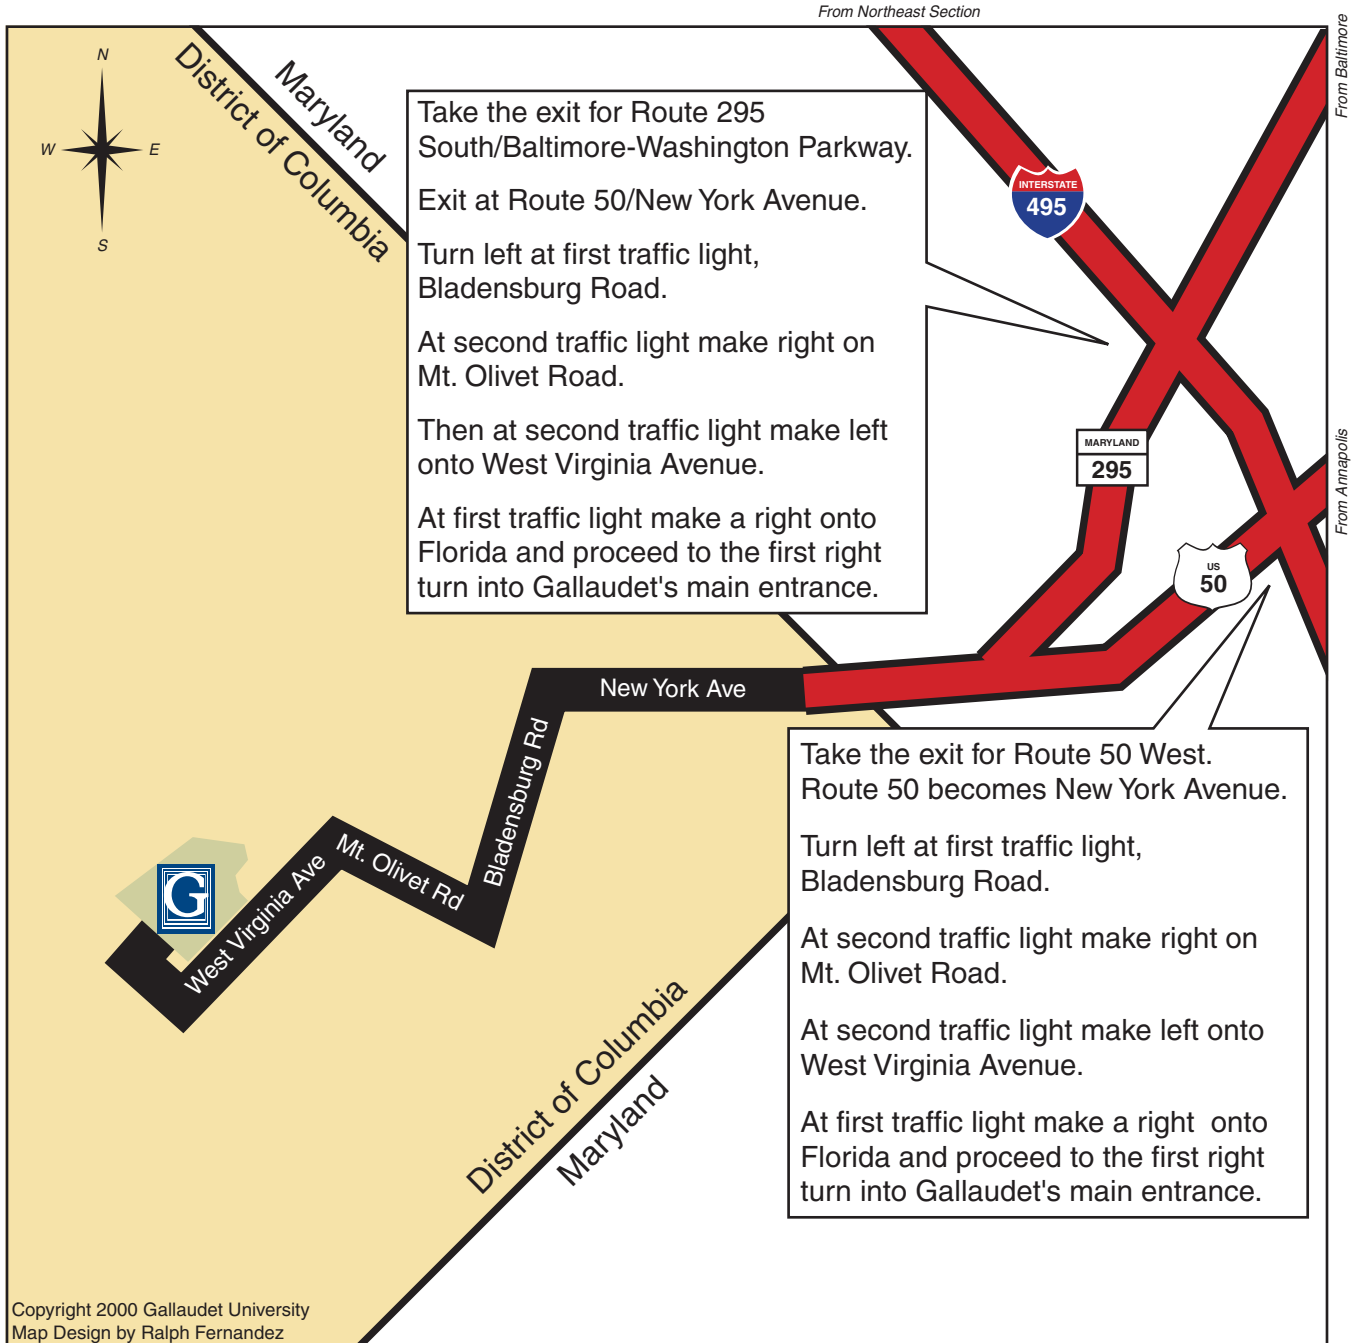 From Northeast Section
From Baltimore
N
W
E
S
Maryland
District of Columbia
Take the exit for Route 295
South/Baltimore-Washington Parkway.
Exit at Route 50/New York Avenue.
Turn left at first traffic light,
Bladensburg Road.
At second traffic light make right on
Mt. Olivet Road.
Then at second traffic light make left
onto West Virginia Avenue.
At first traffic light make a right onto
Florida and proceed to the first right
turn into Gallaudet's main entrance.
INTERSTATE
495
MARYLAND
295
From Annapolis
US
50
New York Ave
Bladensburg Rd
Mt. Olivet Rd
West Virginia Ave
G
Take the exit for Route 50 West.
Route 50 becomes New York Avenue.
Turn left at first traffic light,
Bladensburg Road.
At second traffic light make right on
Mt. Olivet Road.
At second traffic light make left onto
West Virginia Avenue.
At first traffic light make a right onto
Florida and proceed to the first right
turn into Gallaudet's main entrance.
District of Columbia
Maryland
Copyright 2000 Gallaudet University
Map Design by Ralph Fernandez